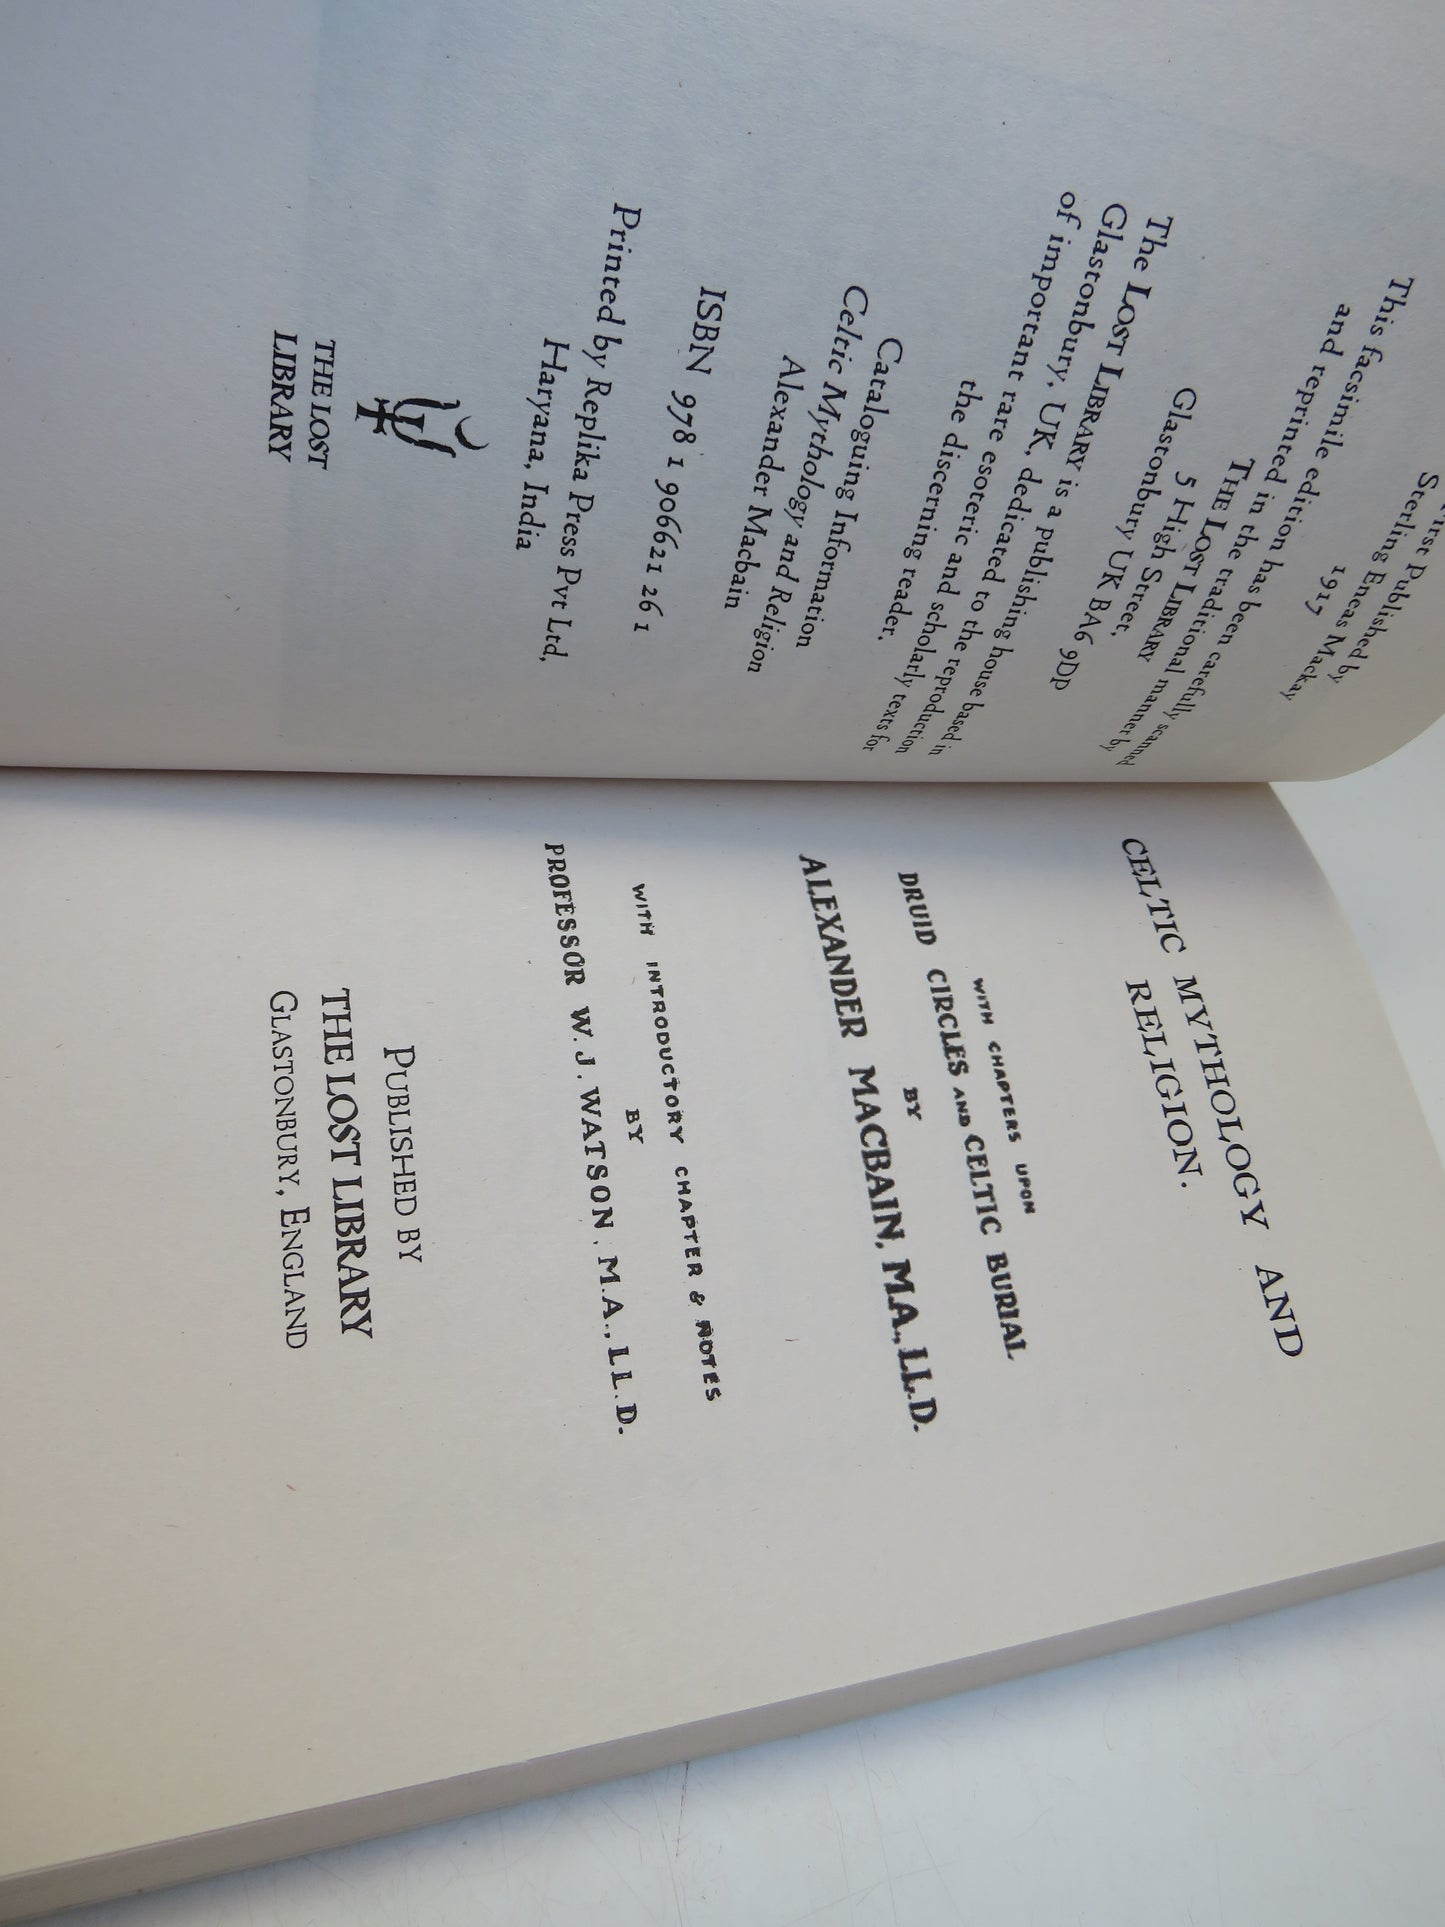 First Published by
Sterling Eneas Mackay
1917
This facsimile edition has been carefully scanned
and reprinted in the traditional manner by
THE LOST LIBRARY
5 High Street,
Glastonbury UK BA6 9DP
The LOST LIBRARY is a publishing house based in
Glastonbury, UK, dedicated to the reproduction
of important rare esoteric and scholarly texts for
the discerning reader.
Cataloguing Information
Celtic Mythology and Religion
Alexander Macbain
ISBN 978 1 906621 26 1
Printed by Replika Press Pvt Ltd,
Haryana, India
THE LOST
LIBRARY
CELTIC MYTHOLOGY AND
RELIGION.
WITH CHAPTERS UPON
DRUID CIRCLES AND CELTIC BURIAL
BY
ALEXANDER MACBAIN, M.A., LL.D.
WITH INTRODUCTORY CHAPTER & NOTES
BY
PROFESSOR W. J. WATSON, M.A., LL.D.
PUBLISHED BY
THE LOST LIBRARY
GLASTONBURY, ENGLAND